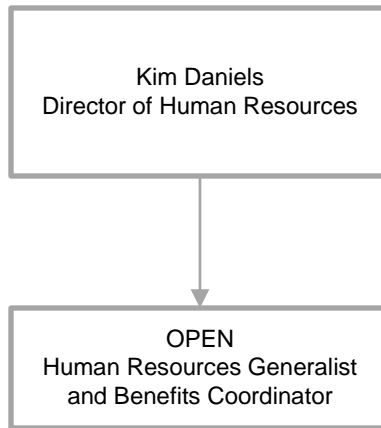 Kim Daniels
Director of Human Resources
OPEN
Human Resources Generalist
and Benefits Coordinator